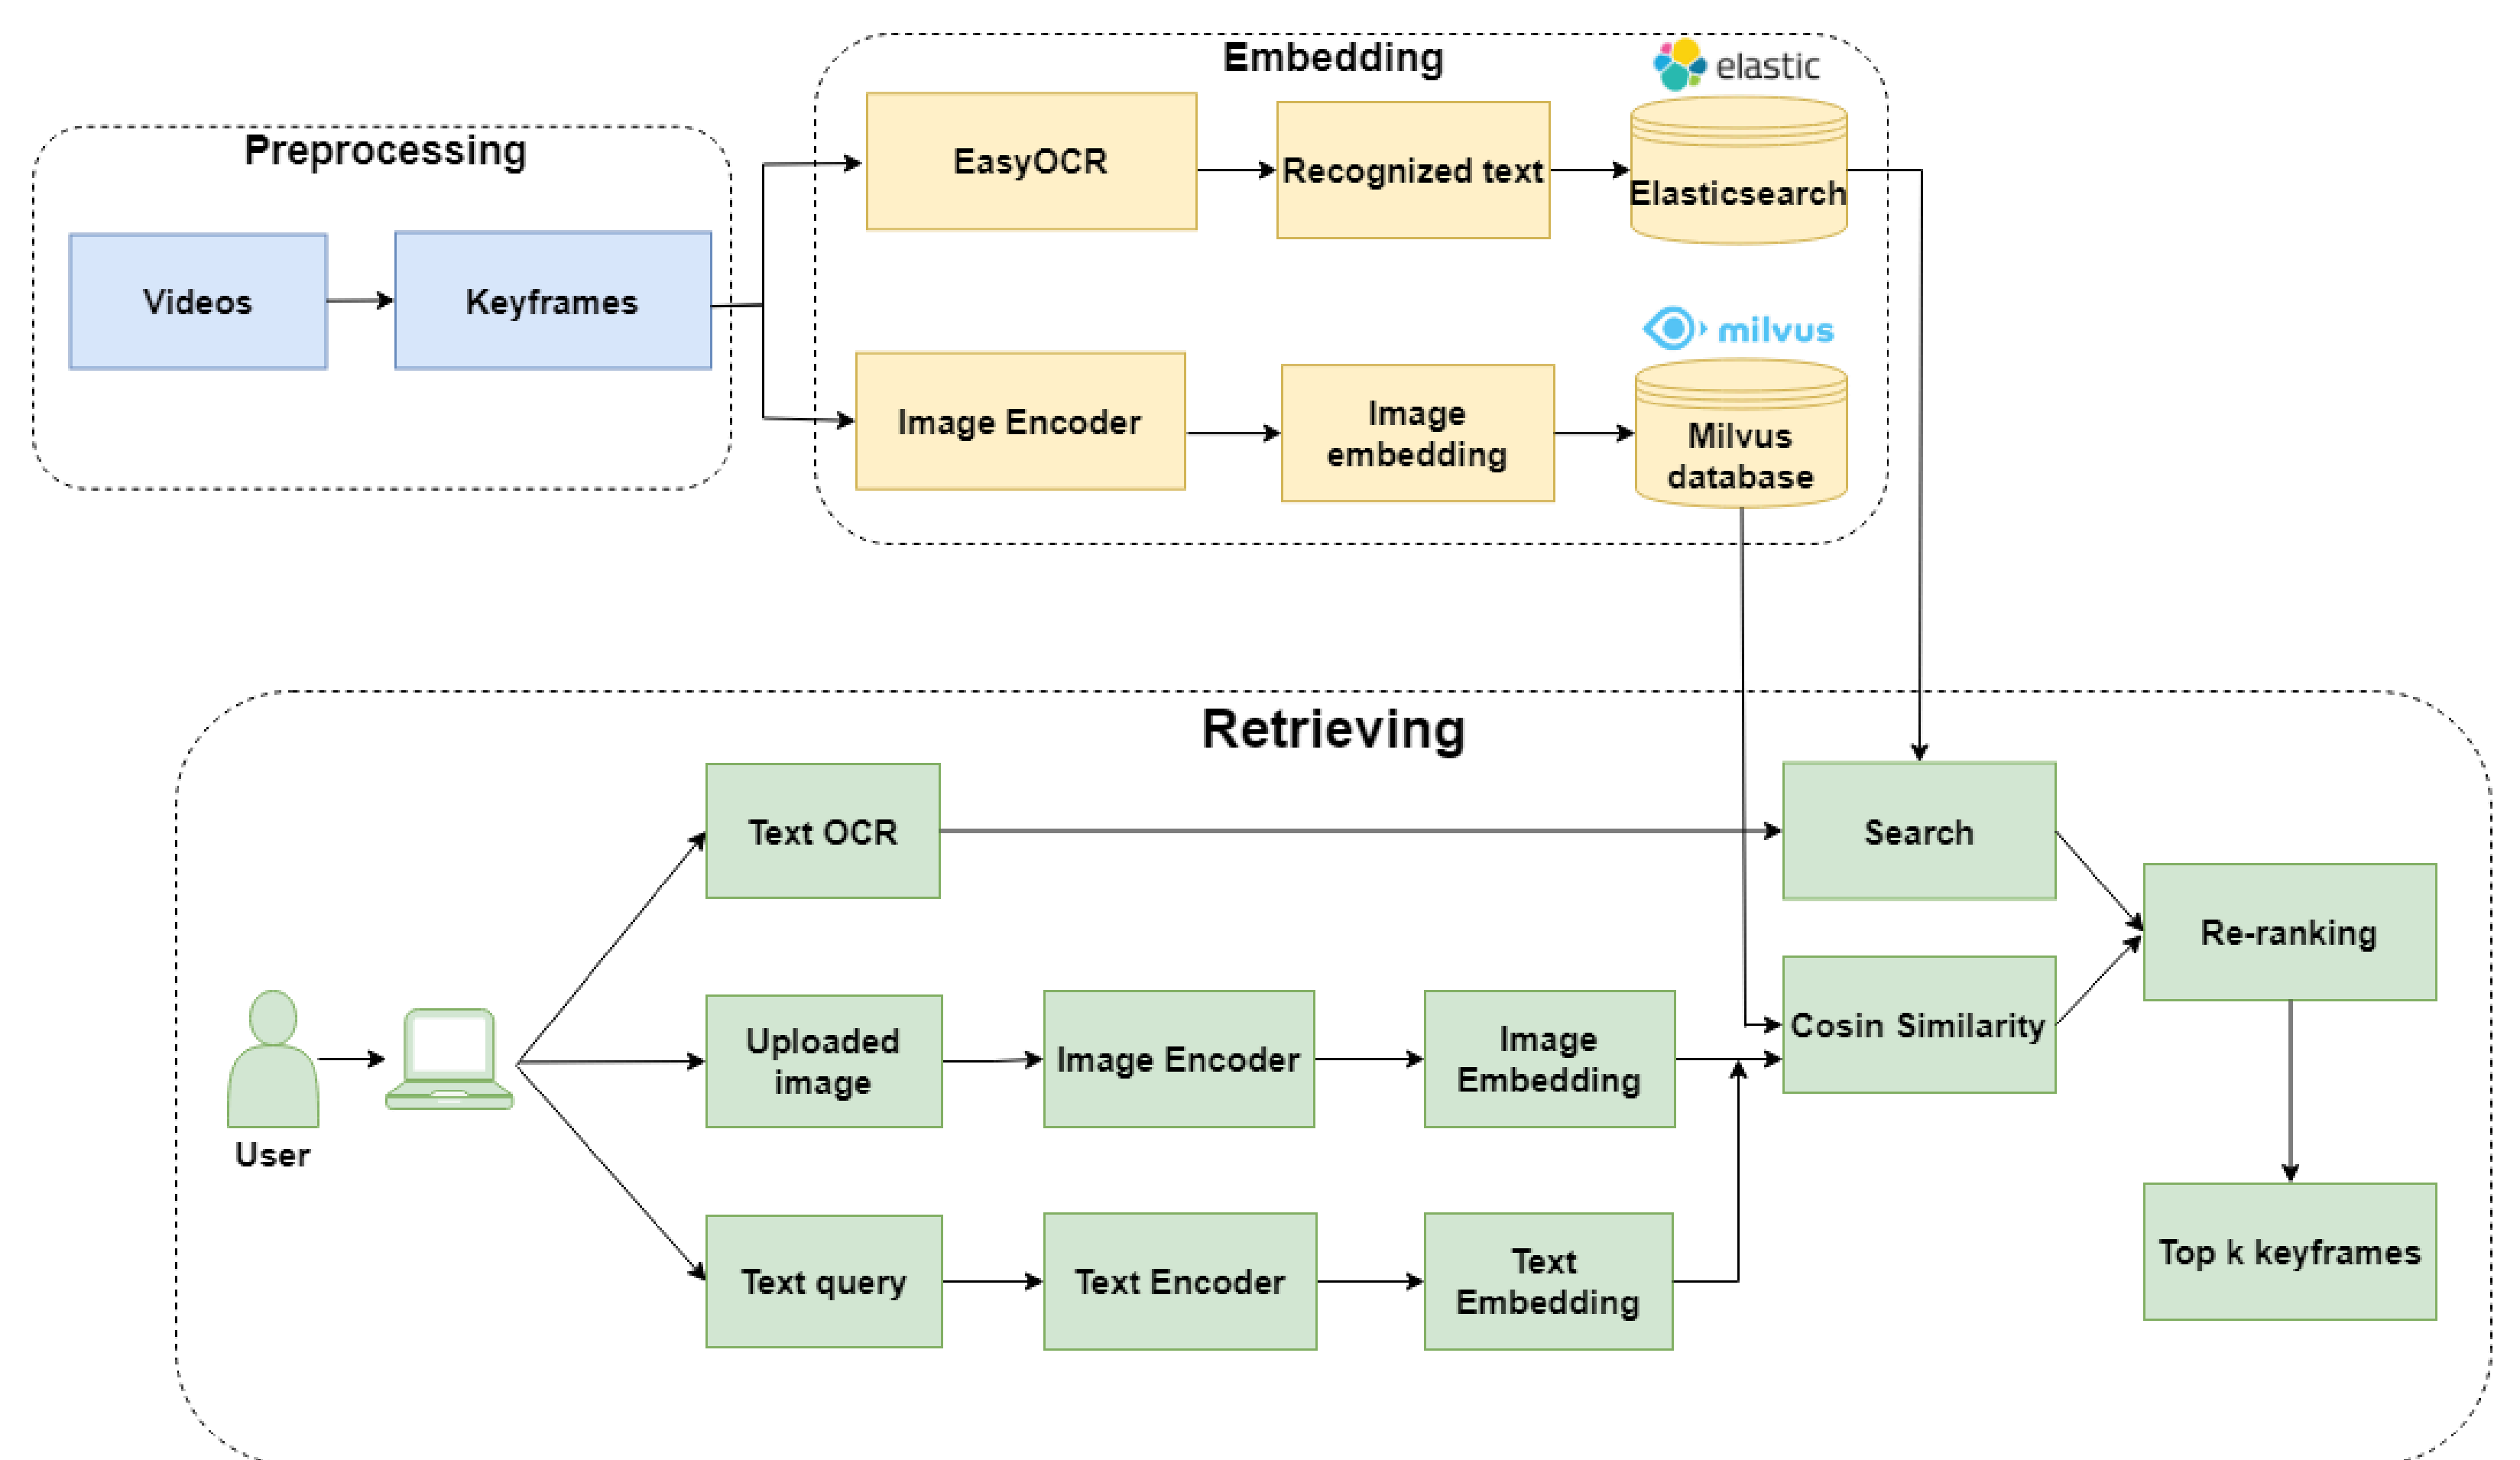 Preprocessing
Videos
Keyframes
Embedding
elastic
EasyOCR
Recognized text
Elasticsearch
milvus
Image Encoder
Image
embedding
Milvus
database
Retrieving
User
Text OCR
Search
Uploaded
image
Image Encoder
Image
Embedding
Cosin Similarity
Re-ranking
Text query
Text Encoder
Text
Embedding
Top k keyframes